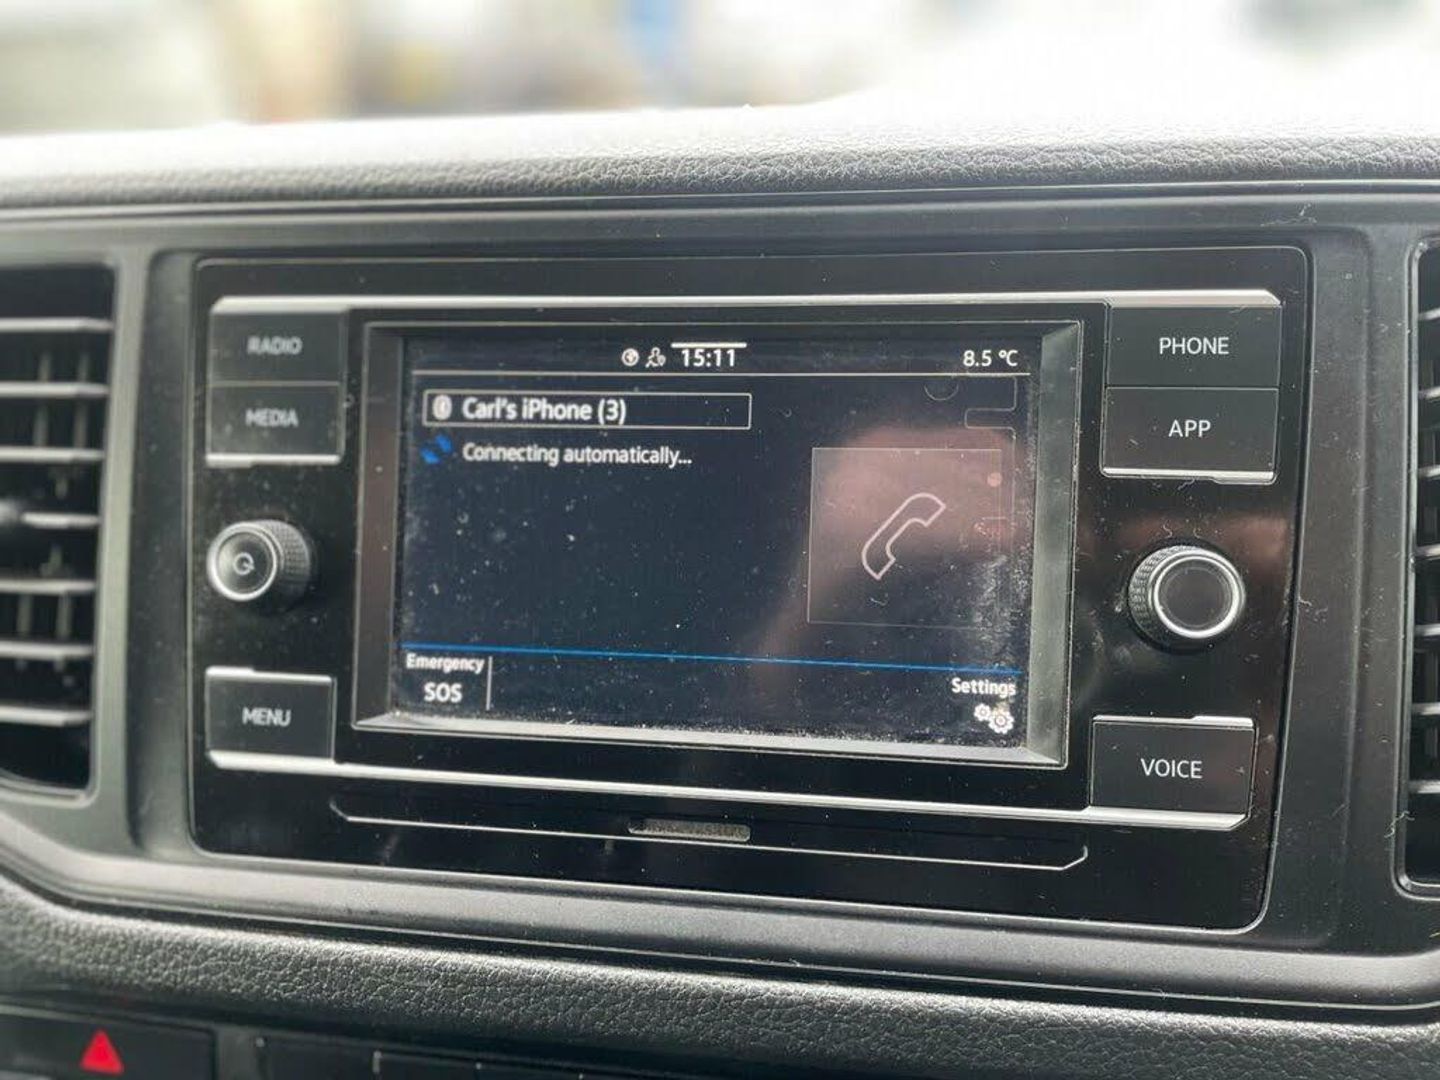 RADIO
MEDIA
MENU
15:11
8.5 °C
Carl's iPhone (3)
Connecting automatically...
Emergency
SOS
Settings
PHONE
APP
VOICE